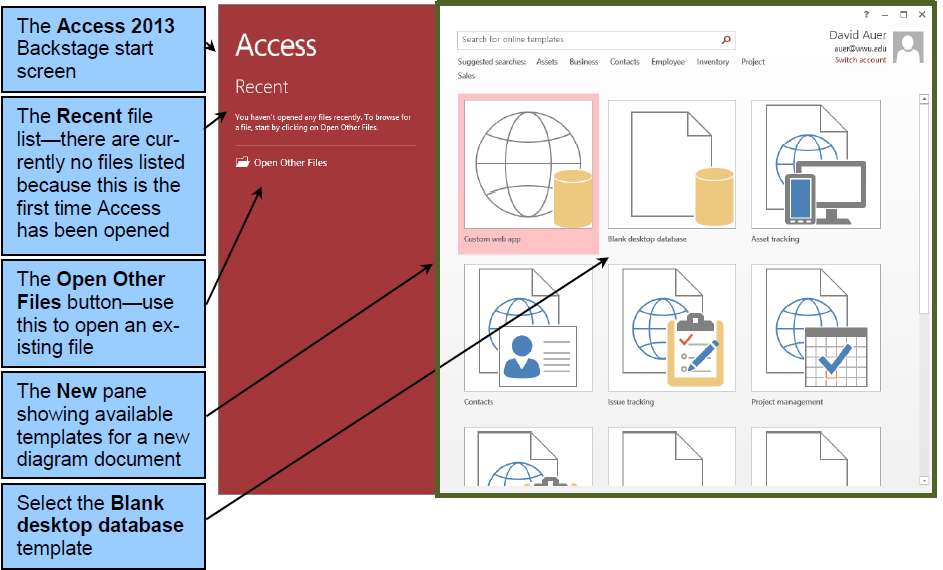 The Access 2013
Backstage start
screen
The Recent file
list—there are cur-
rently no files listed
because this is the
first time Access
has been opened
The Open Other
Files button—use
this to open an ex-
isting file
The New pane
showing available
templates for a new
diagram document
Select the Blank
desktop database
template
Access
Recent
You haven't opened any files recently. To browse for
a file, start by clicking on Open Other Files.
Open Other Files
?
Search for online templates
David Auer
auer@wwu.edu
Switch account
Suggested searches: Assets Business Contacts Employee Inventory Project
Sales
Custom web app
Blank desktop database
Asset tracking
Contacts
Issue tracking
Project management